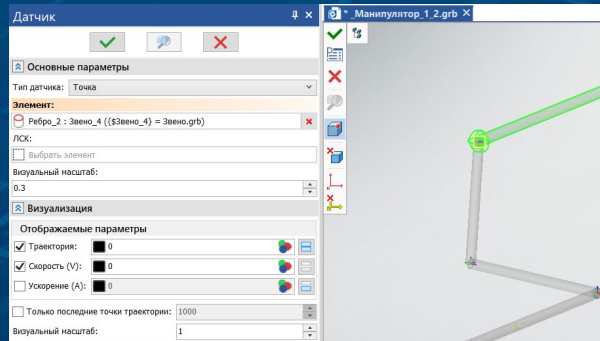 Датчик
* _Манипулятор_1_2.grb
Основные параметры
Тип датчика: Точка
Элемент:
Ребро_2 : Звено_4 ({$Звено_4} = Звено.grb)
ЛСК:
Выбрать элемент
Визуальный масштаб:
0.3
Визуализация
Отображаемые параметры
Траектория: 0
Скорость (V): 0
Ускорение (A): 0
Только последние точки траектории: 1000
Визуальный масштаб: 1